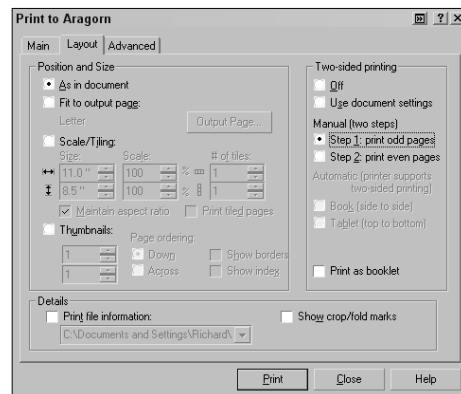 Print to Aragorn
Main Layout Advanced
Position and Size
As in document
Fit to output page:
Letter Output Page...
Scale/Tiling:
Size: Scale: # of tiles:
11.0 " 100 % 1
8.5 " 100 % 1
Maintain aspect ratio Print tiled pages
Thumbnails:
Page ordering:
1 Down Show borders
1 Across Show index
Two-sided printing
Off
Use document settings
Manual (two steps)
Step 1: print odd pages
Step 2: print even pages
Automatic (printer supports
two-sided printing)
Book (side to side)
Tablet (top to bottom)
Print as booklet
Details
Print file information: Show crop/fold marks
C:\Documents and Settings\Richard\
Print Close Help